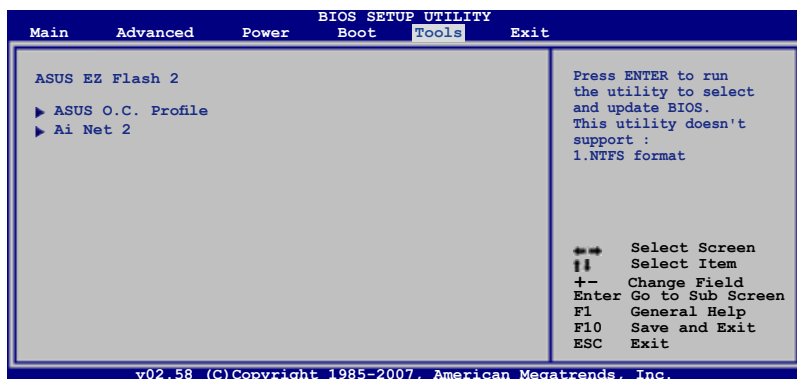 BIOS SETUP UTILITY
Main Advanced Power Boot Tools Exit
ASUS EZ Flash 2
ASUS O.C. Profile
Ai Net 2
Press ENTER to run
the utility to select
and update BIOS.
This utility doesn't
support :
1.NTFS format
Select Screen
Select Item
+- Change Field
Enter Go to Sub Screen
F1 General Help
F10 Save and Exit
ESC Exit
v02.58 (C)Copyright 1985-2007, American Megatrends, Inc.